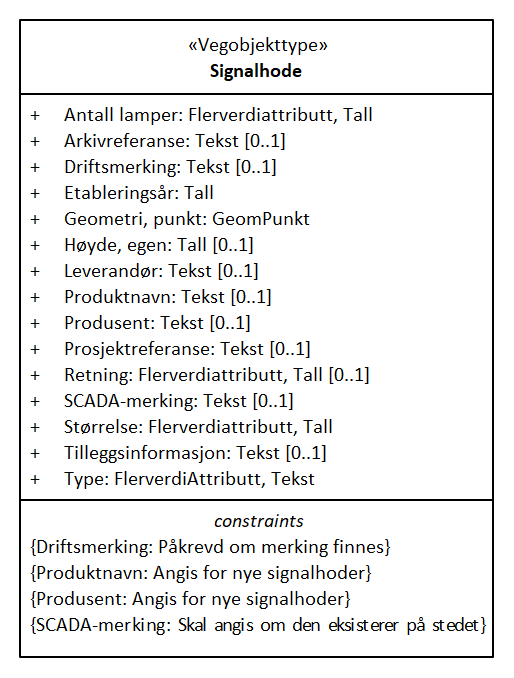 «Vegobjekttype»
Signalhode
+ Antall lamper: Flerverdiattributt, Tall
+ Arkivreferanse: Tekst [0..1]
+ Driftsmerking: Tekst [0..1]
+ Etableringsår: Tall
+ Geometri, punkt: GeomPunkt
+ Høyde, egen: Tall [0..1]
+ Leverandør: Tekst [0..1]
+ Produktnavn: Tekst [0..1]
+ Produsent: Tekst [0..1]
+ Prosjektreferanse: Tekst [0..1]
+ Retning: Flerverdiattributt, Tall [0..1]
+ SCADA-merking: Tekst [0..1]
+ Størrelse: Flerverdiattributt, Tall
+ Tilleggsinformasjon: Tekst [0..1]
+ Type: FlerverdiAttributt, Tekst
constraints
{Driftsmerking: Påkrevd om merking finnes}
{Produktnavn: Angis for nye signalhoder}
{Produsent: Angis for nye signalhoder}
{SCADA-merking: Skal angis om den eksisterer på stedet}